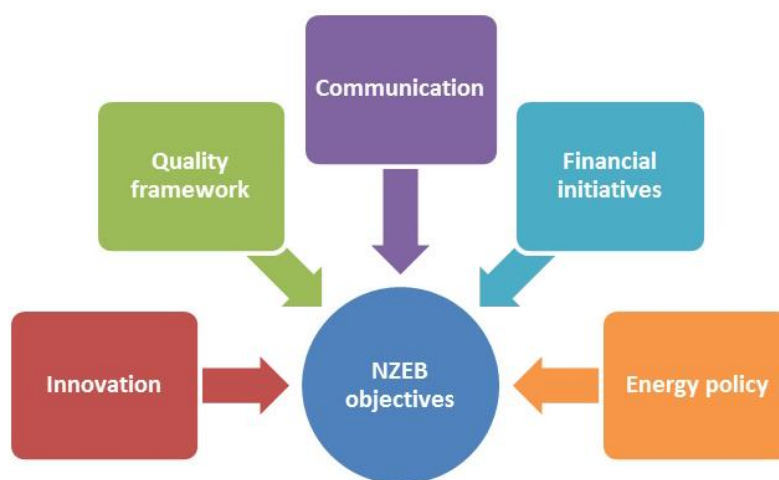 Communication
Quality
framework
Financial
initiatives
Innovation
NZEB
objectives
Energy policy